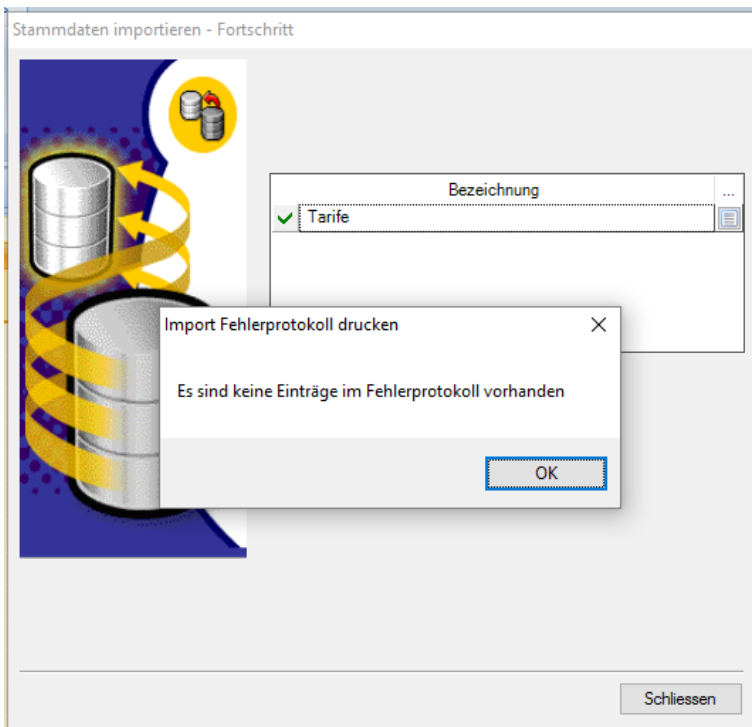 Stammdaten importieren - Fortschritt
Bezeichnung ...
Tarife
Import Fehlerprotokoll drucken
Es sind keine Einträge im Fehlerprotokoll vorhanden
OK
Schliessen